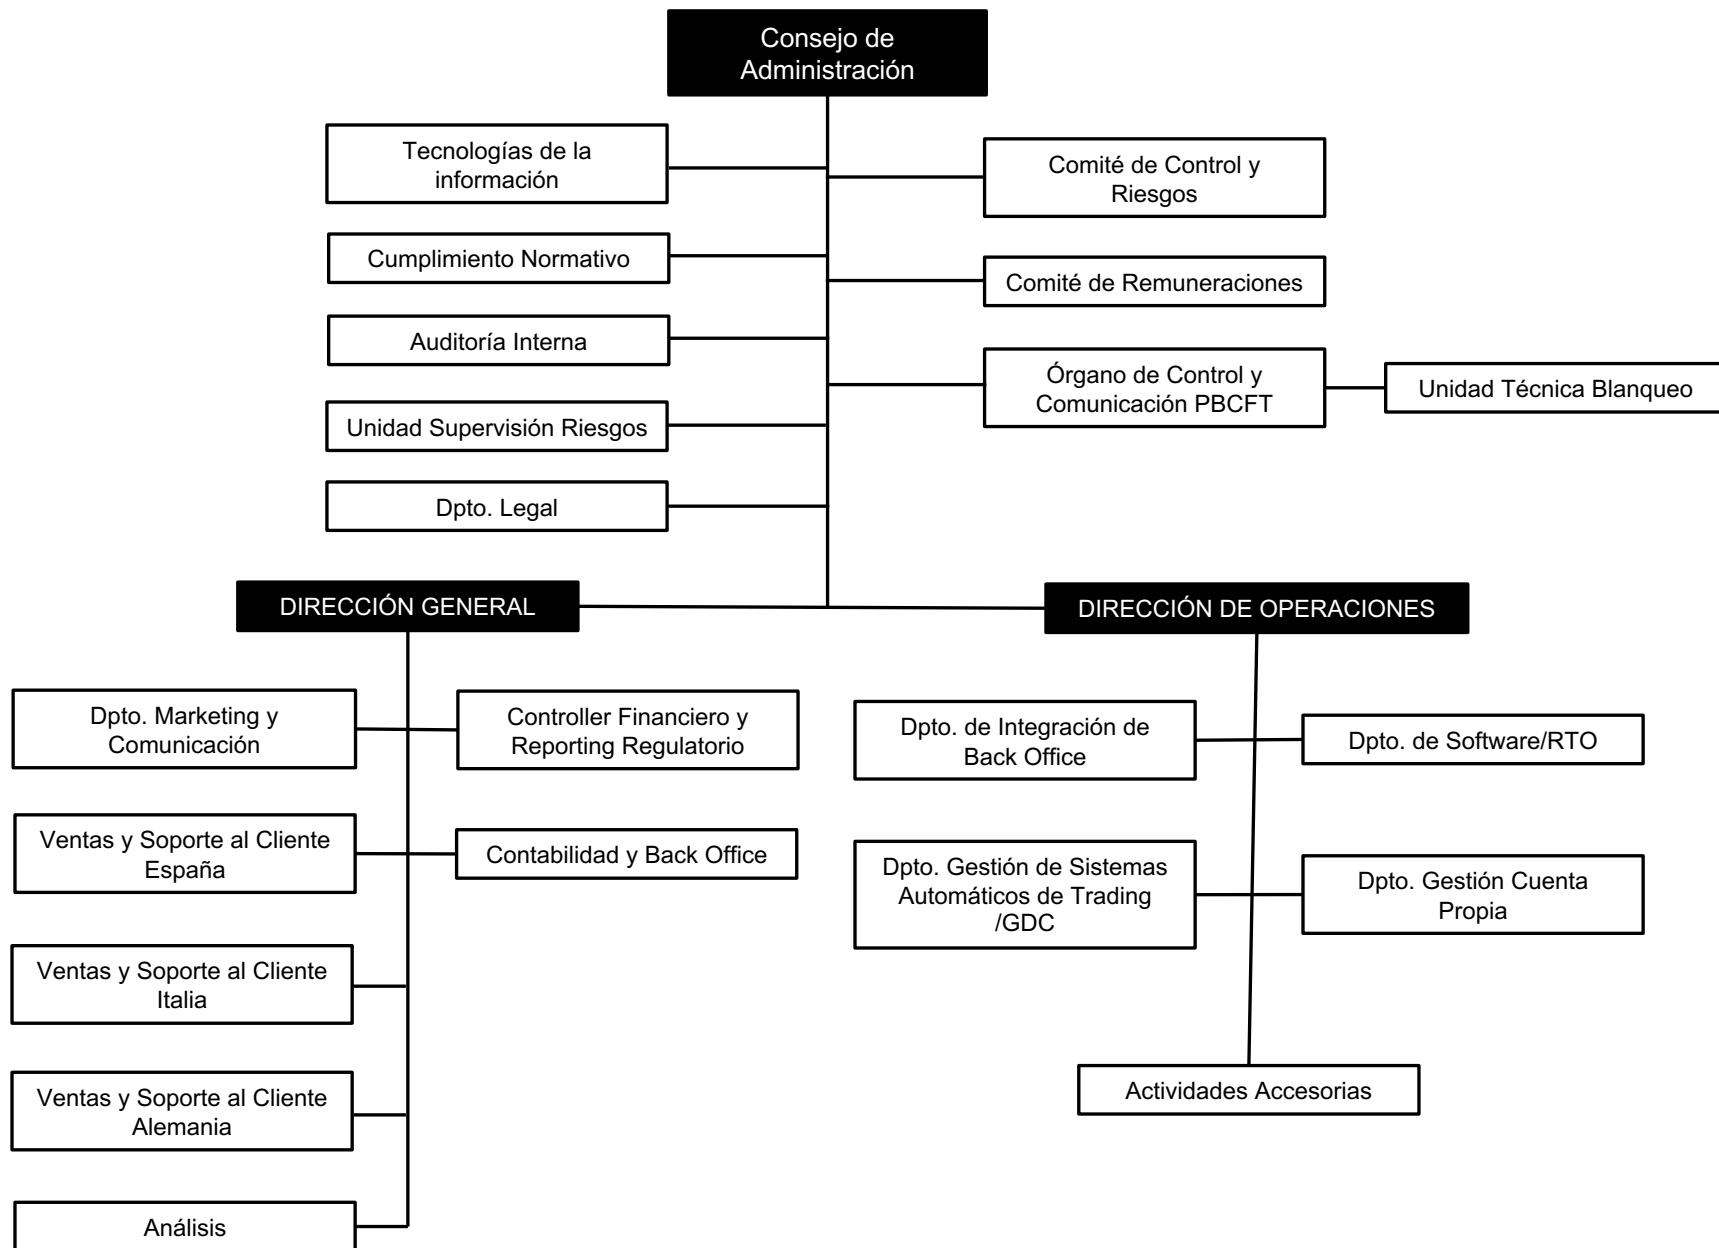 Consejo de
Administración
Tecnologías de la
información
Comité de Control y
Riesgos
Cumplimiento Normativo
Comité de Remuneraciones
Auditoría Interna
Órgano de Control y
Comunicación PBCFT
Unidad Técnica Blanqueo
Unidad Supervisión Riesgos
Dpto. Legal
DIRECCIÓN GENERAL
DIRECCIÓN DE OPERACIONES
Dpto. Marketing y
Comunicación
Controller Financiero y
Reporting Regulatorio
Dpto. de Integración de
Back Office
Dpto. de Software/RTO
Ventas y Soporte al Cliente
España
Contabilidad y Back Office
Dpto. Gestión de Sistemas
Automáticos de Trading
/GDC
Dpto. Gestión Cuenta
Propia
Ventas y Soporte al Cliente
Italia
Ventas y Soporte al Cliente
Alemania
Actividades Accesorias
Análisis